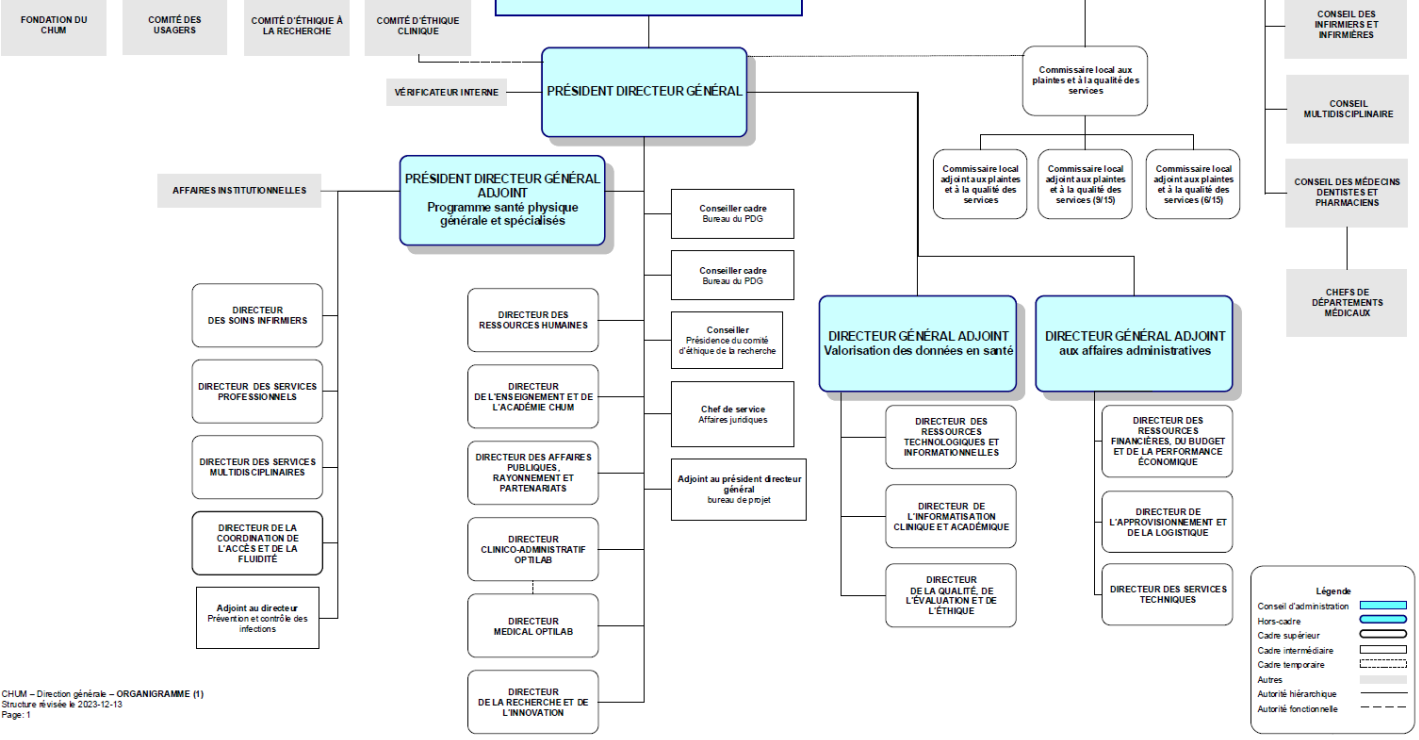 FONDATION DU
CHUM
COMITÉ DES
USAGERS
COMITÉ D'ÉTHIQUE À
LA RECHERCHE
COMITÉ D'ÉTHIQUE
CLINIQUE
CONSEIL DES
INFIRMIERS ET
INFIRMIÈRES
Commissaire local aux
plaintes et à la qualité des
services
VÉRIFICATEUR INTERNE
PRÉSIDENT DIRECTEUR GÉNÉRAL
CONSEIL
MULTIDISCIPLINAIRE
Commissaire local
adjoint aux plaintes
et à la qualité des
services
Commissaire local
adjoint aux plaintes
et à la qualité des
services (9/15)
Commissaire local
adjoint aux plaintes
et à la qualité des
services (6/15)
CONSEIL DES MÉDECINS
DENTISTES ET
PHARMACIENS
AFFAIRES INSTITUTIONNELLES
PRÉSIDENT DIRECTEUR GÉNÉRAL
ADJOINT
Programme santé physique
générale et spécialisés
Conseiller cadre
Bureau du PDG
Conseiller cadre
Bureau du PDG
Conseiller
Présidence du comité
d'éthique de la recherche
Chef de service
Affaires juridiques
Adjoint au président directeur
général
bureau de projet
CHEFS DE
DÉPARTEMENTS
MÉDICAUX
DIRECTEUR
DES SOINS INFIRMIERS
DIRECTEUR DES SERVICES
PROFESSIONNELS
DIRECTEUR DES SERVICES
MULTIDISCIPLINAIRES
DIRECTEUR DE LA
COORDINATION DE
L'ACCÈS ET DE LA
FLUIDITÉ
Adjoint au directeur
Prévention et contrôle des
infections
DIRECTEUR DES
RESSOURCES HUMAINES
DIRECTEUR
DE L'ENSEIGNEMENT ET DE
L'ACADÉMIE CHUM
DIRECTEUR DES AFFAIRES
PUBLIQUES,
RAYONNEMENT ET
PARTENARIATS
DIRECTEUR
CLINICO-ADMINISTRATIF
OPTILAB
DIRECTEUR
MEDICAL OPTILAB
DIRECTEUR
DE LA RECHERCHE ET DE
L'INNOVATION
DIRECTEUR GÉNÉRAL ADJOINT
Valorisation des données en santé
DIRECTEUR DES
RESSOURCES
TECHNOLOGIQUES ET
INFORMATIONNELLES
DIRECTEUR DE
L'INFORMATISATION
CLINIQUE ET ACADÉMIQUE
DIRECTEUR
DE LA QUALITÉ, DE
L'ÉVALUATION ET DE
L'ÉTHIQUE
DIRECTEUR GÉNÉRAL ADJOINT
aux affaires administratives
DIRECTEUR DES
RESSOURCES
FINANCIÈRES, DU BUDGET
ET DE LA PERFORMANCE
ÉCONOMIQUE
DIRECTEUR DE
L'APPROVISIONNEMENT ET
DE LA LOGISTIQUE
DIRECTEUR DES SERVICES
TECHNIQUES
Légende
Conseil d'administration
Hors-cadre
Cadre supérieur
Cadre intermédiaire
Cadre temporaire
Autres
Autorité hiérarchique
Autorité fonctionnelle
CHUM – Direction générale – ORGANIGRAMME (1)
Structure révisée le 2023-12-13
Page: 1